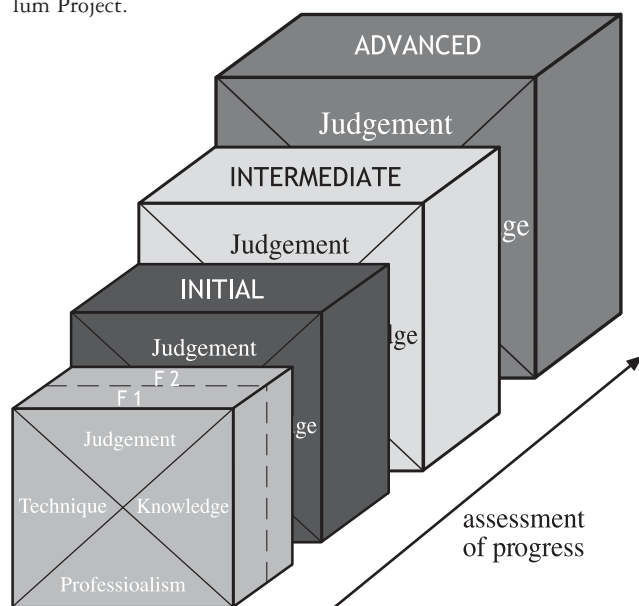 lum Project.
ADVANCED
Judgement
ge
INTERMEDIATE
Judgement
lge
INITIAL
Judgement
ge
F 2
F 1
Judgement
Technique Knowledge
Professioalism
assessment
of progress